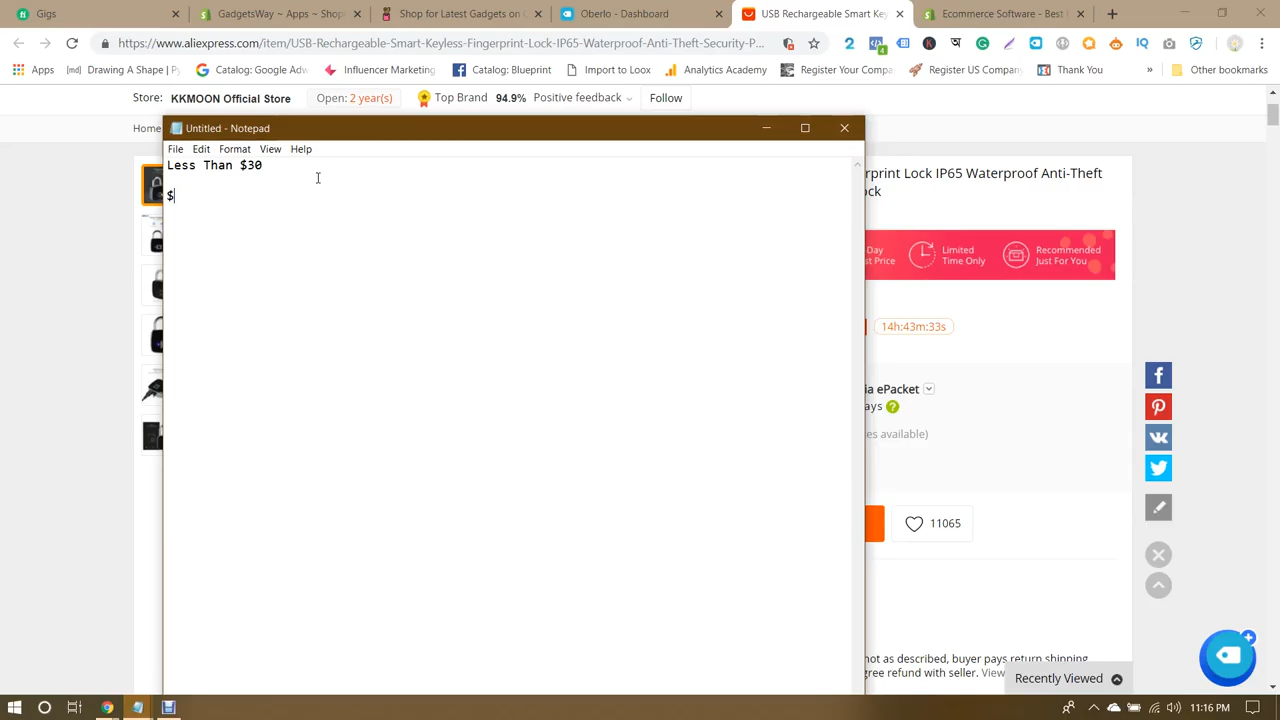 Gigs
GadgetsWay ~ Apps ~ Shop
Shop for Latest Gadgets on
Oberlo - Dashboard
USB Rechargeable Smart Key
Ecommerce Software - Best
https://www.aliexpress.com/item/USB-Rechargeable-Smart-Keyless-Fingerprint-Lock-IP65-Waterproof-Anti-Theft-Security-P...
4
Apps
Drawing A Shape | Py
Catalog: Google Adw
Influencer Marketing
Catalog: Blueprint
Import to Loox
Analytics Academy
Register Your Compa
Register US Company
Thank You
»
Other bookmarks
Store: KKMOON Official Store
Open: 2 year(s)
Top Brand 94.9% Positive feedback
Follow
Home
Untitled - Notepad
File Edit Format View Help
Less Than $30
$
rprint Lock IP65 Waterproof Anti-Theft
ock
-Day
st Price
Limited
Time Only
Recommended
Just For You
14h:43m:33s
ia ePacket
ays
es available)
11065
not as described, buyer pays return shipping
gree refund with seller. View
Recently Viewed
11:16 PM